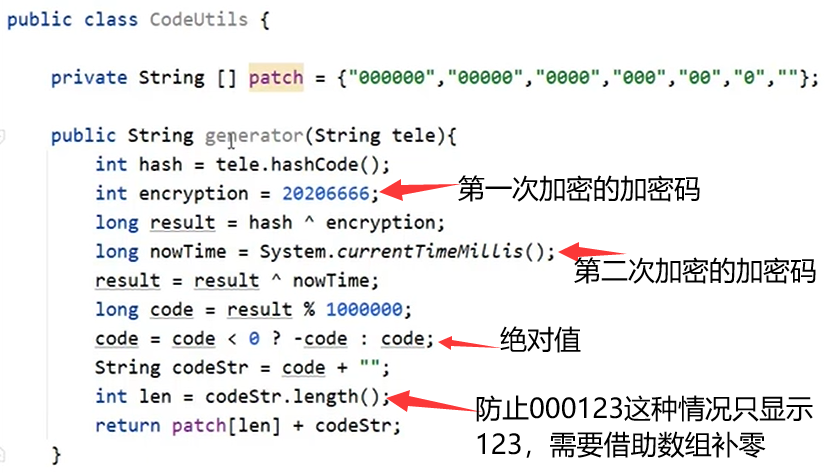 public class CodeUtils {
private String [] patch = {"000000","00000","0000","000","00","0",""};
public String generator(String tele){
int hash = tele.hashCode();
int encryption = 20206666;
第一次加密的加密码
long result = hash ^ encryption;
long nowTime = System.currentTimeMillis();
第二次加密的加密码
result = result ^ nowTime;
long code = result % 1000000;
code = code < 0 ? -code : code;
绝对值
String codeStr = code + "";
int len = codeStr.length();
防止000123这种情况只显示
123，需要借助数组补零
return patch[len] + codeStr;
}